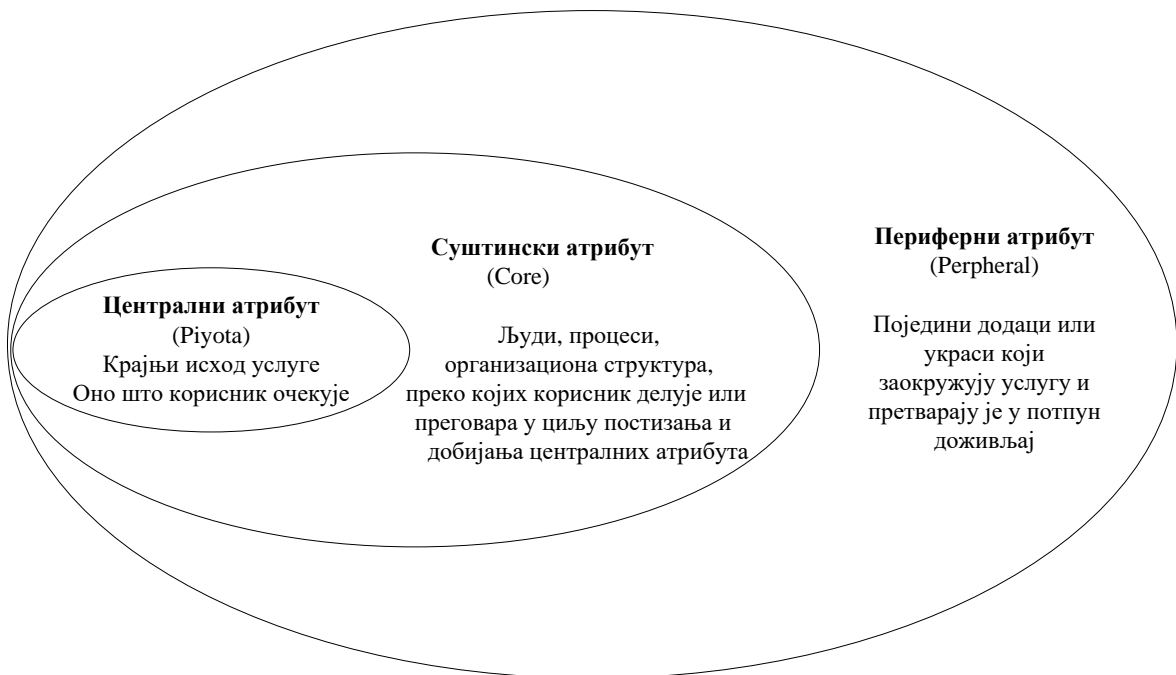 Централни атрибут
(Piyota)
Крајњи исход услуге
Оно што корисник очекује
Суштински атрибут
(Core)
Људи, процеси,
организациона структура,
преко којих корисник делује или
преговара у циљу постизања и
добијања централних атрибута
Периферни атрибут
(Perpheral)
Поједини додаци или
украси који
заокружују услугу и
претварају је у потпун
доживљај